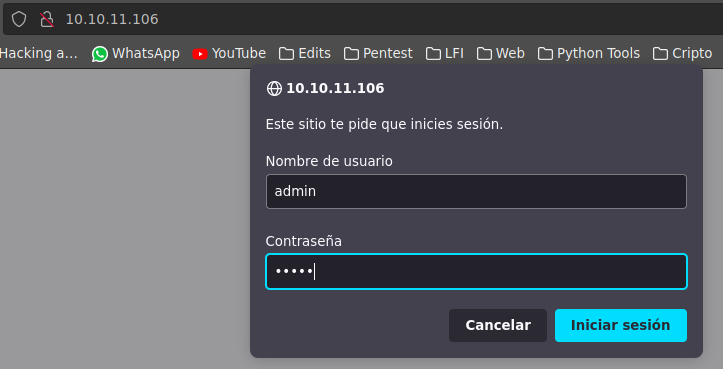 10.10.11.106
Hacking a... WhatsApp YouTube Edits Pentest LFI Web Python Tools Cripto
10.10.11.106
Este sitio te pide que inicies sesión.
Nombre de usuario
admin
Contraseña
•••••
Cancelar Iniciar sesión